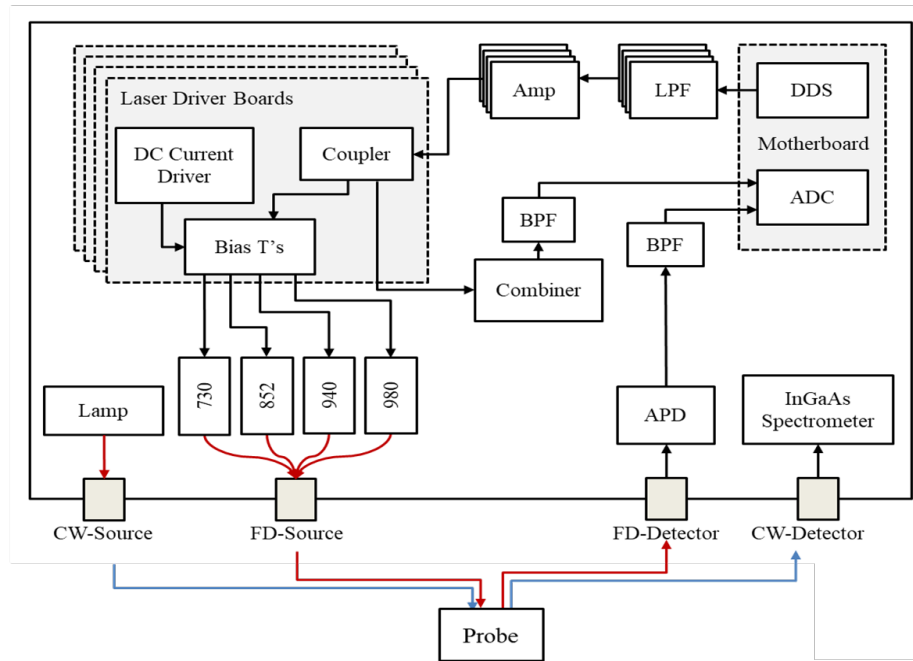 Laser Driver Boards
DC Current
Driver
Coupler
Bias T's
Amp
LPF
DDS
Motherboard
ADC
BPF
BPF
Combiner
730
852
940
980
Lamp
APD
InGaAs
Spectrometer
CW-Source
FD-Source
FD-Detector
CW-Detector
Probe